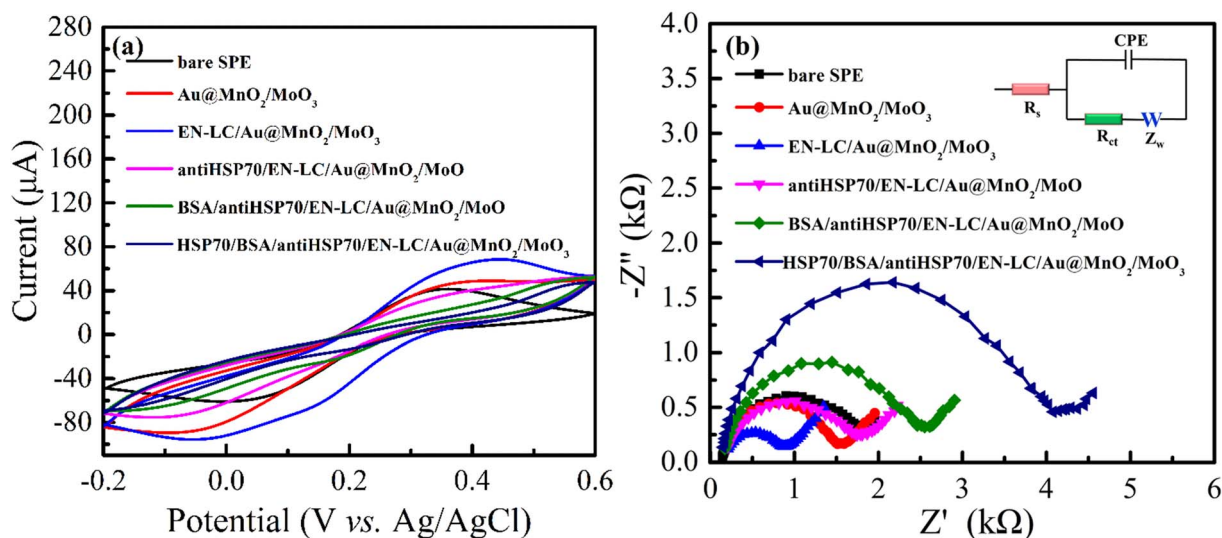 (a)
280
240
200
160
120
80
40
0
-40
-80
Current (μA)
bare SPE
Au@MnO₂/MoO₃
EN-LC/Au@MnO₂/MoO₃
antiHSP70/EN-LC/Au@MnO₂/MoO
BSA/antiHSP70/EN-LC/Au@MnO₂/MoO
HSP70/BSA/antiHSP70/EN-LC/Au@MnO₂/MoO₃
-0.2 0.0 0.2 0.4 0.6
Potential (V vs. Ag/AgCl)
(b)
4.0
3.5
3.0
2.5
2.0
1.5
1.0
0.5
0.0
-Z" (kΩ)
bare SPE
Au@MnO₂/MoO₃
EN-LC/Au@MnO₂/MoO₃
antiHSP70/EN-LC/Au@MnO₂/MoO
BSA/antiHSP70/EN-LC/Au@MnO₂/MoO
HSP70/BSA/antiHSP70/EN-LC/Au@MnO₂/MoO₃
CPE
Rs
Rct
W
Zw
0 1 2 3 4 5 6
Z' (kΩ)